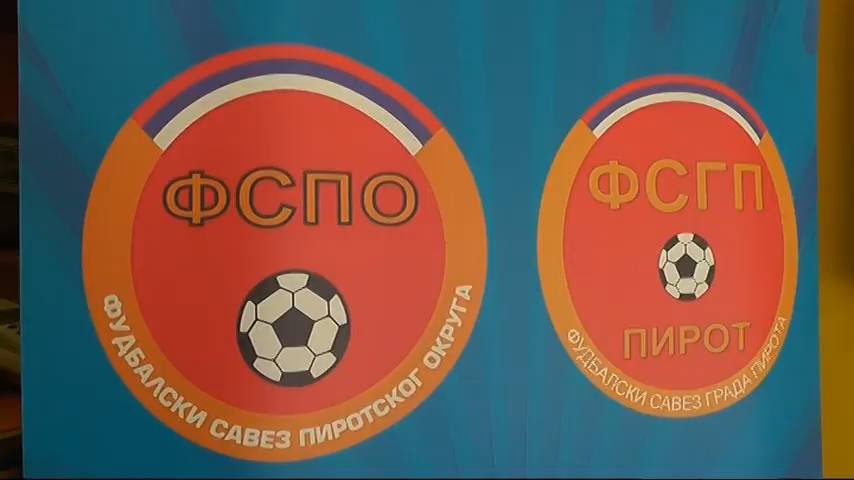 ФСПО
ФУДБАЛСКИ САВЕЗ ПИРОТСКОГ ОКРУГА
ФСГП
ПИРОТ
ФУДБАЛСКИ САВЕЗ ГРАДА ПИРОТА